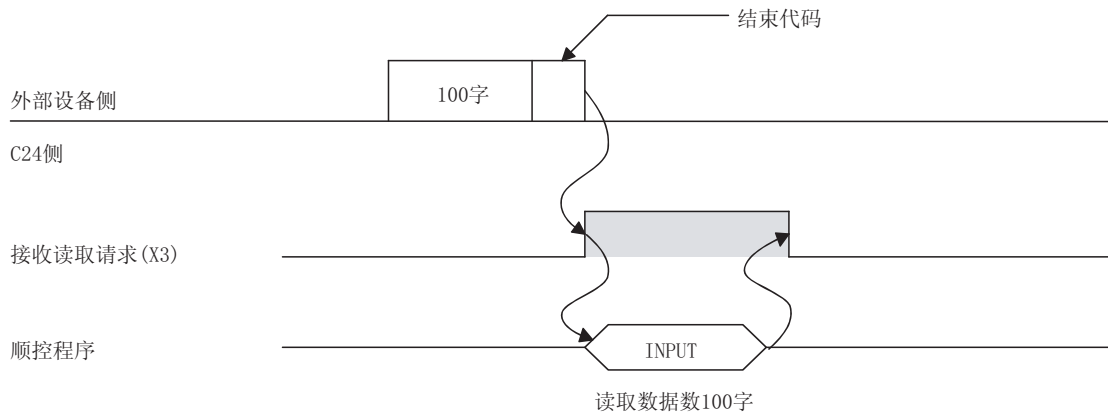 结束代码
100字
外部设备侧
C24侧
接收读取请求(X3)
顺控程序
INPUT
读取数据数100字